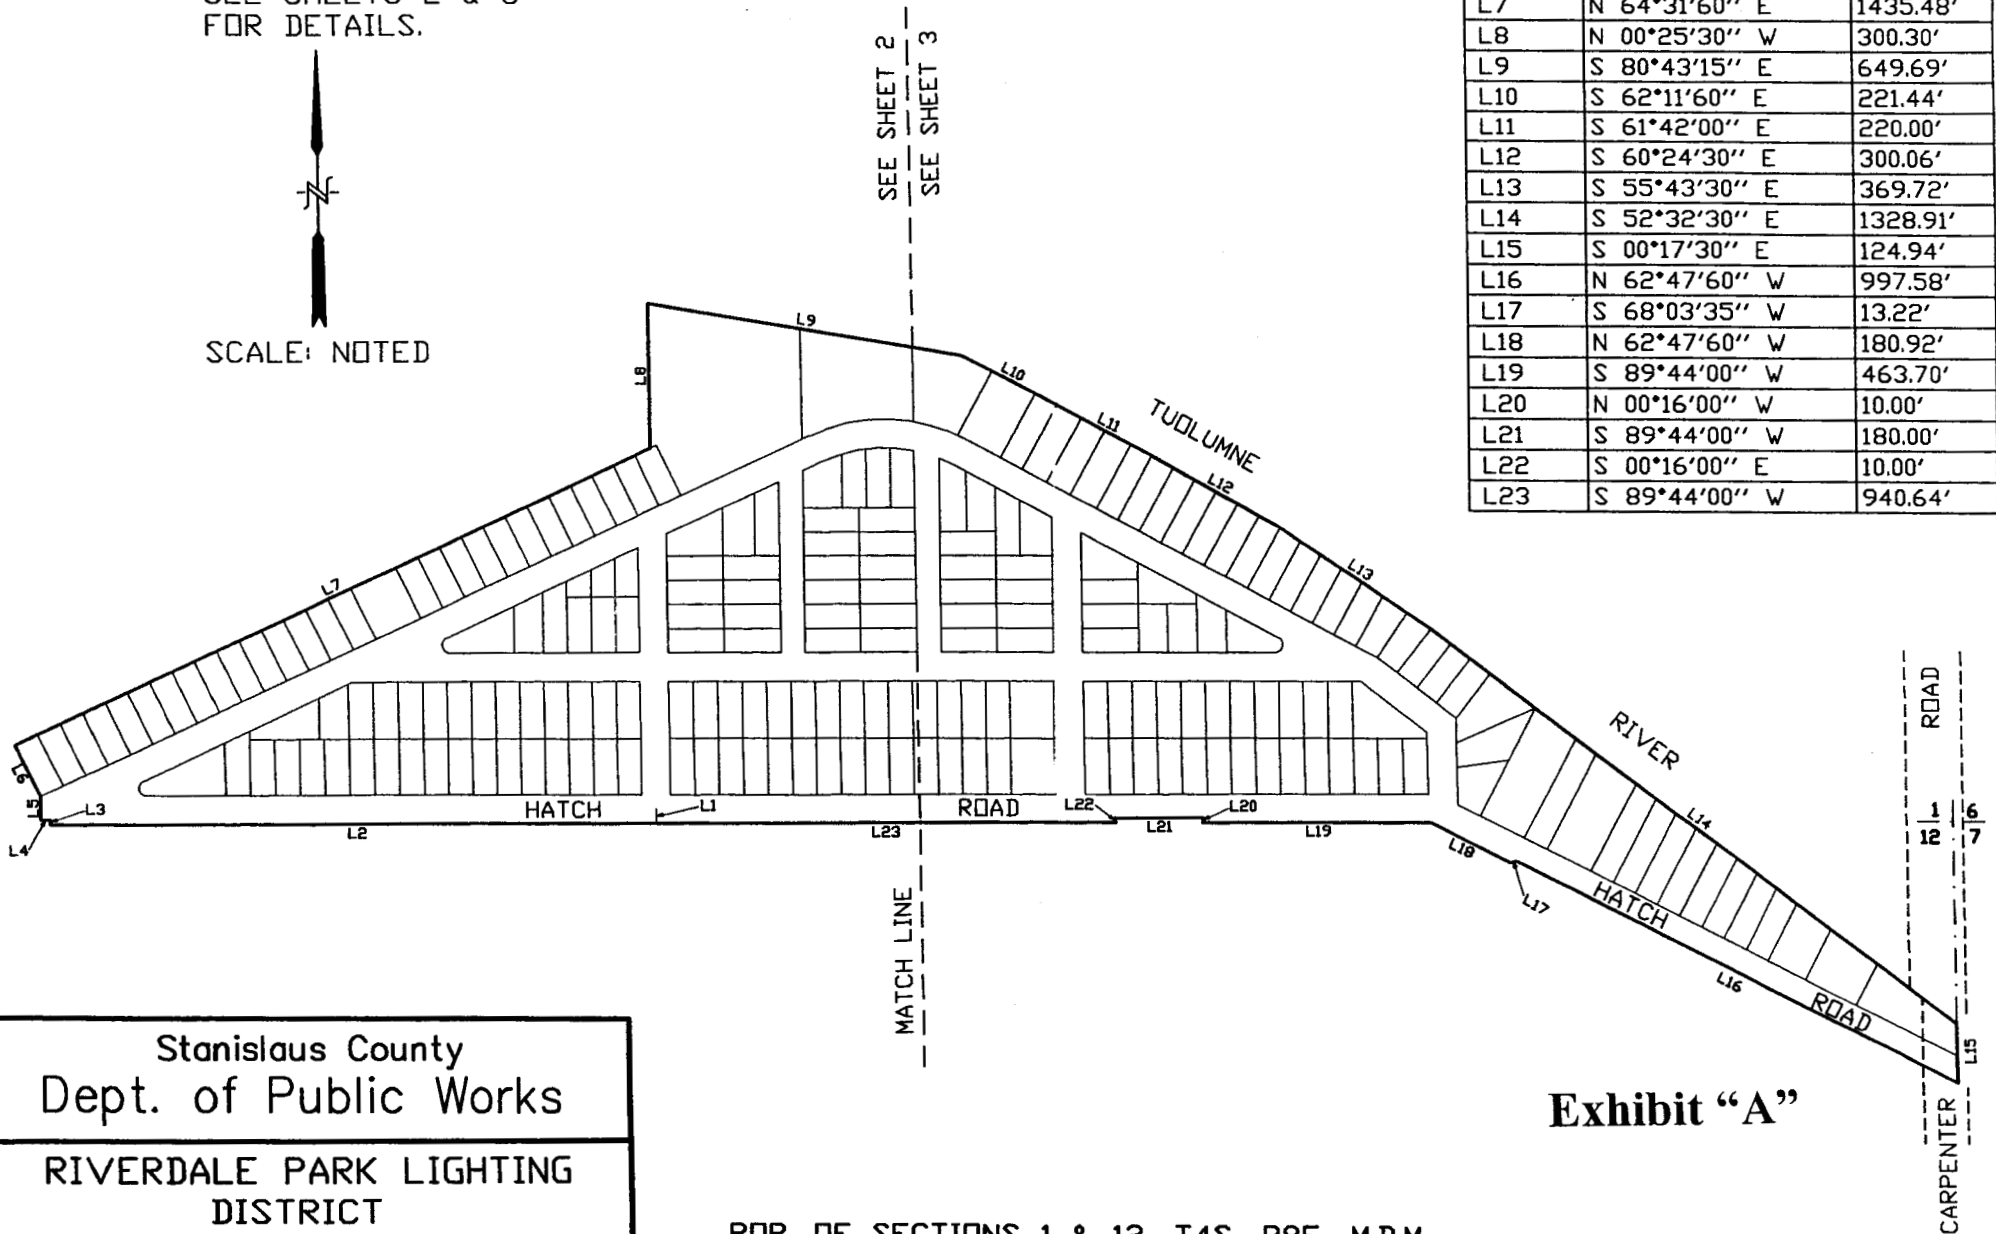 FOR DETAILS.
SCALE: NOTED
SEE SHEET 2
SEE SHEET 3
L7 N 64°31'60'' E 1435.48'
L8 N 00°25'30'' W 300.30'
L9 S 80°43'15'' E 649.69'
L10 S 62°11'60'' E 221.44'
L11 S 61°42'00'' E 220.00'
L12 S 60°24'30'' E 300.06'
L13 S 55°43'30'' E 369.72'
L14 S 52°32'30'' E 1328.91'
L15 S 00°17'30'' E 124.94'
L16 N 62°47'60'' W 997.58'
L17 S 68°03'35'' W 13.22'
L18 N 62°47'60'' W 180.92'
L19 S 89°44'00'' W 463.70'
L20 N 00°16'00'' W 10.00'
L21 S 89°44'00'' W 180.00'
L22 S 00°16'00'' E 10.00'
L23 S 89°44'00'' W 940.64'
L9
L8
L10
L11
TUOLUMNE
L12
L13
L7
RIVER
L14
ROAD
1 6
12 7
L6
L5
L3
L4
L2
HATCH
L1
L23
ROAD
L22
L21
L20
L19
L18
L17
HATCH
L16
ROAD
L15
MATCH LINE
CARPENTER
Stanislaus County
Dept. of Public Works
RIVERDALE PARK LIGHTING
DISTRICT
Exhibit “A”
POR. OF SECTIONS 1 & 12, T4S, R8E, M.D.M.